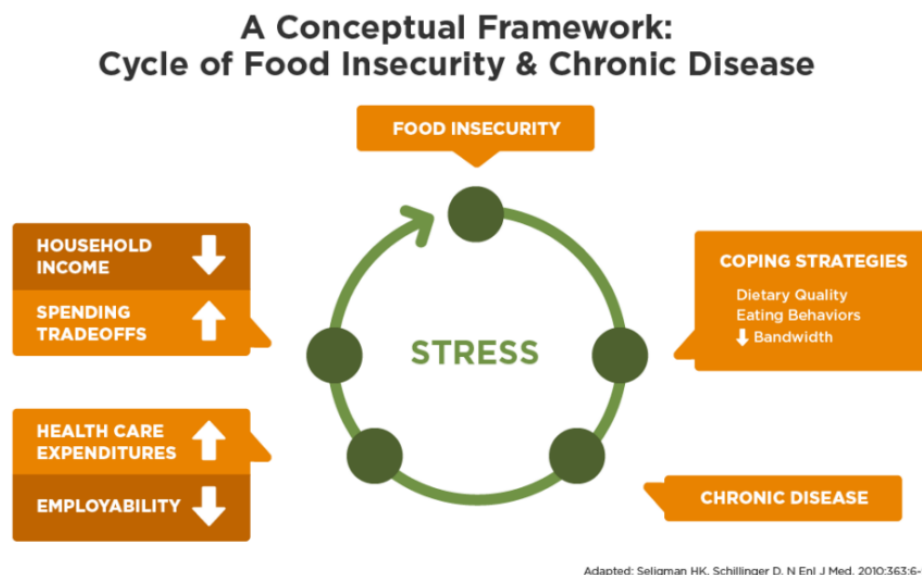 A Conceptual Framework:
Cycle of Food Insecurity & Chronic Disease
FOOD INSECURITY
COPING STRATEGIES
Dietary Quality
Eating Behaviors
Bandwidth
CHRONIC DISEASE
HEALTH CARE
EXPENDITURES
EMPLOYABILITY
HOUSEHOLD
INCOME
SPENDING
TRADEOFFS
STRESS
Adapted: Seligman HK, Schillinger D. N Enl J Med. 2010;363:6-